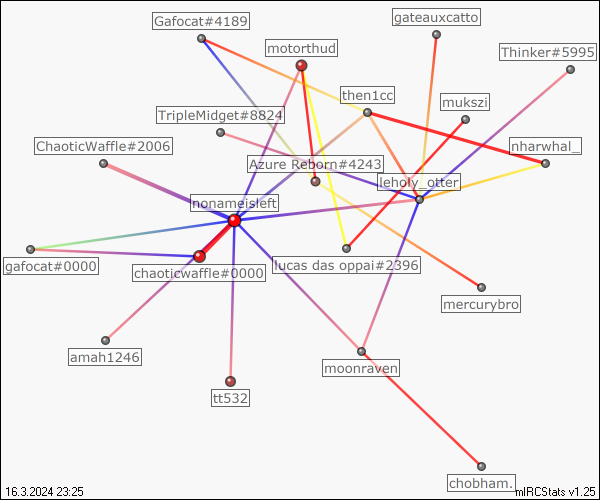 Gafocat#4189
gateauxcatto
motorthud
Thinker#5995
then1cc
mukszi
TripleMidget#8824
ChaoticWaffle#2006
nharwhal_
Azure Reborn#4243
leholy_otter
nonameisleft
gafocat#0000
chaoticwaffle#0000
lucas das oppai#2396
mercurybro
amah1246
moonraven
tt532
chobham.
16.3.2024 23:25
mIRCStats v1.25